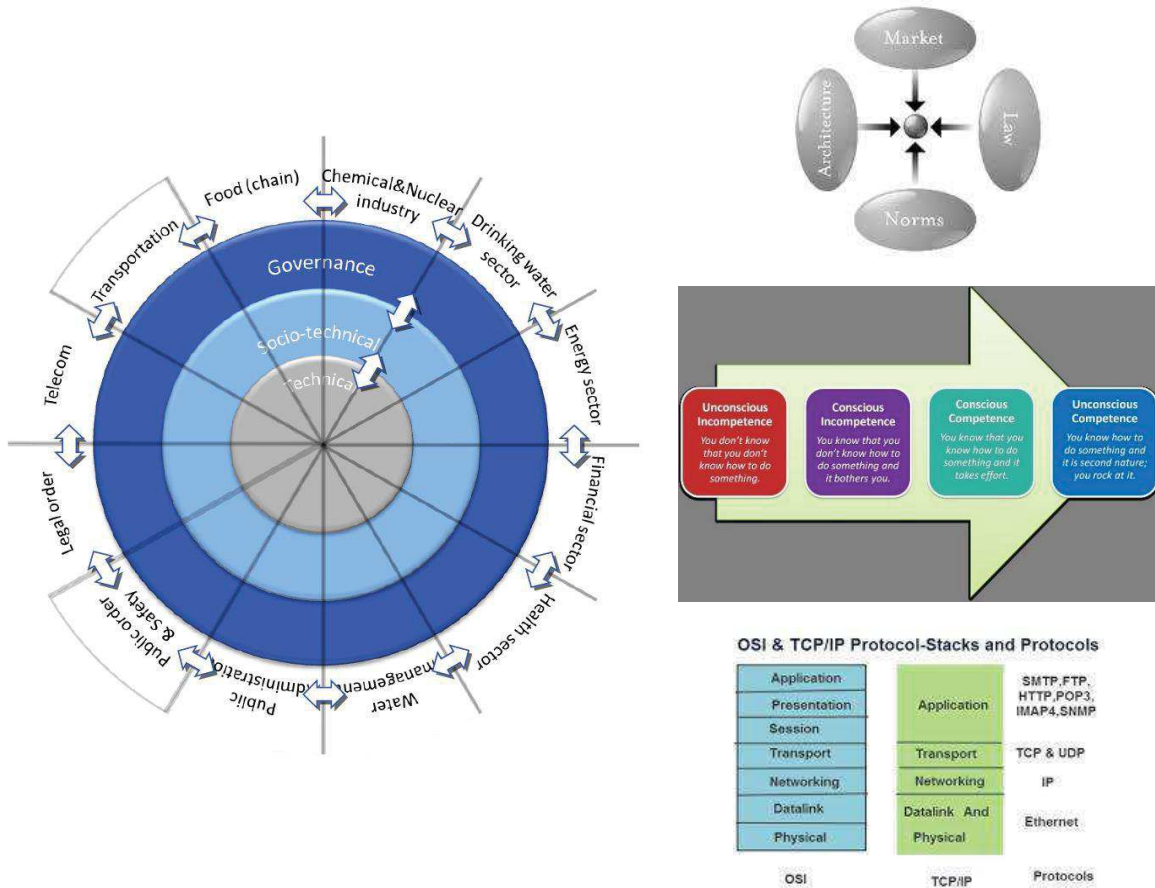 Food (chain)
Chemical&Nuclear
industry
Drinking water
sector
Energy sector
Financial sector
Health sector
Water
management
Public
administration
Public order
& Safety
Legal order
Telecom
Transportation
Governance
Socio-technical
Technical
Market
Architecture
Law
Norms
Unconscious
Incompetence
You don't know
that you don't
know how to do
something.
Conscious
Incompetence
You know that you
don't know how to
do something and
it bothers you.
Conscious
Competence
You know that you
know how to do
something and it
takes effort.
Unconscious
Competence
You know how to
do something and
it is second nature;
you rock at it.
OSI & TCP/IP Protocol-Stacks and Protocols
Application
Presentation
Session
Transport
Networking
Datalink
Physical
OSI
Application
Transport
Networking
Datalink And
Physical
TCP/IP
SMTP,FTP,
HTTP,POP3,
IMAP4,SNMP
TCP & UDP
IP
Ethernet
Protocols